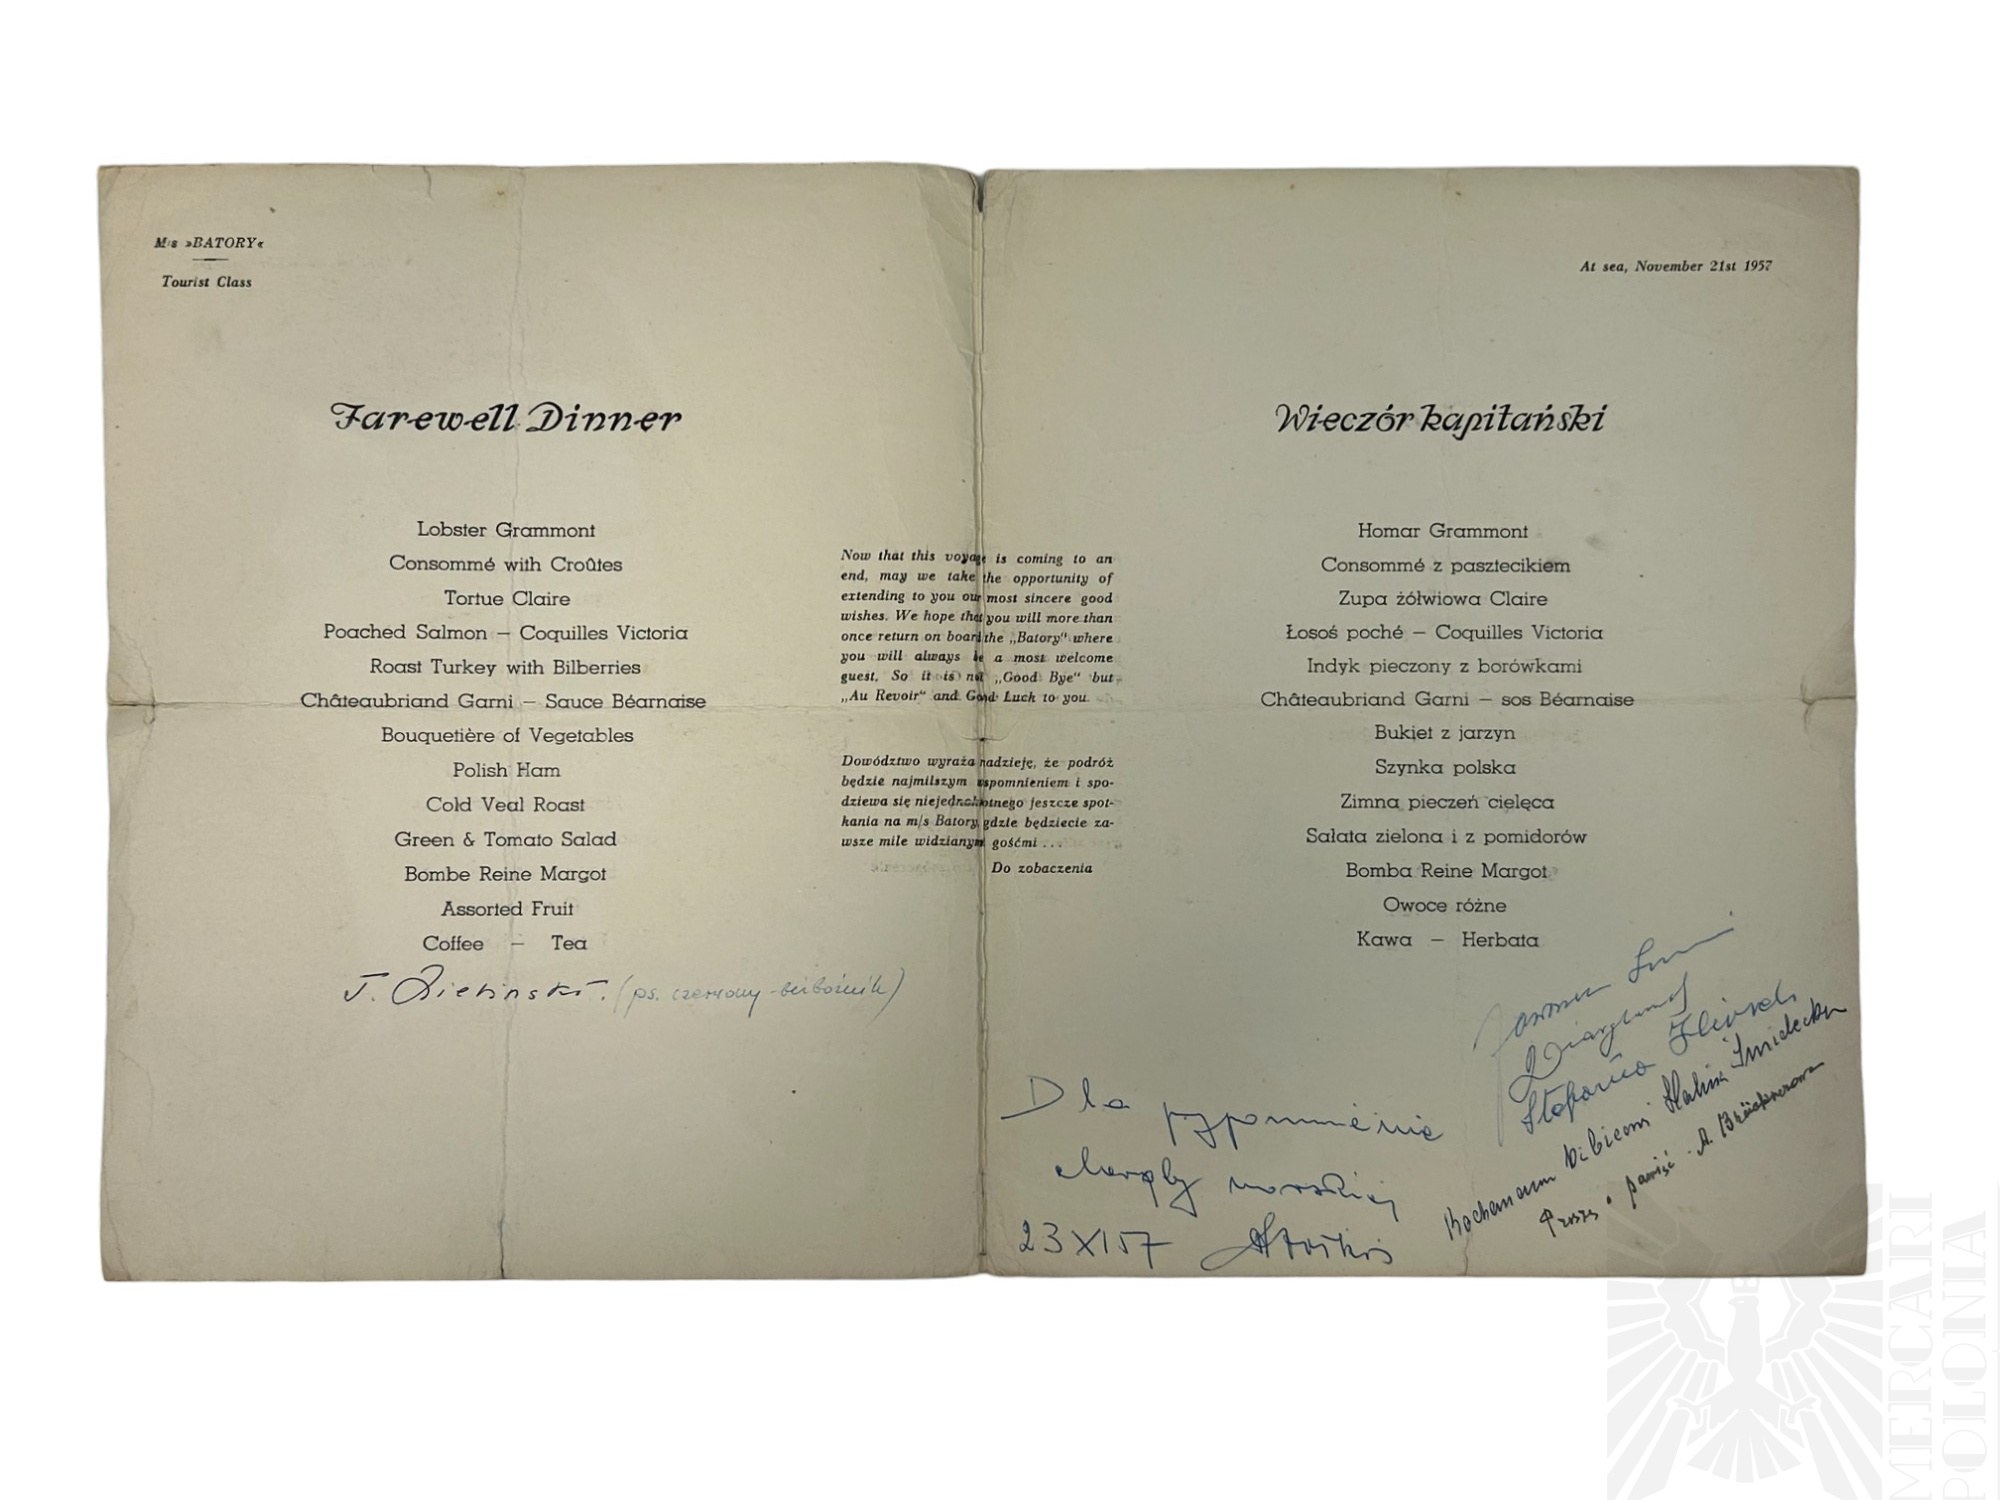 M/s »BATORY«
Tourist Class
Farewell Dinner
Lobster Grammont
Consommé with Croûtes
Tortue Claire
Poached Salmon – Coquilles Victoria
Roast Turkey with Bilberries
Châteaubriand Garni – Sauce Béarnaise
Bouquetière of Vegetables
Polish Ham
Cold Veal Roast
Green & Tomato Salad
Bombe Reine Margot
Assorted Fruit
Coffee – Tea
Now that this voyage is coming to an
end, may we take the opportunity of
extending to you our most sincere good
wishes. We hope that you will more than
once return on board the „Batory" where
you will always be a most welcome
guest. So it is not „Good Bye" but
„Au Revoir" and Good Luck to you.
Dowództwo wyraża nadzieję, że podróż
będzie najmilszym wspomnieniem i spo-
dziewa się niejednokrotnego jeszcze spot-
kania na m/s Batory, gdzie będziecie za-
wsze mile widzianym gośćmi ...
Do zobaczenia
At sea, November 21st 1957
Wieczór kapitański
Homar Grammont
Consommé z pasztecikiem
Zupa żółwiowa Claire
Łosoś poché – Coquilles Victoria
Indyk pieczony z borówkami
Châteaubriand Garni – sos Béarnaise
Bukiet z jarzyn
Szynka polska
Zimna pieczeń cielęca
Sałata zielona i z pomidorów
Bomba Reine Margot
Owoce różne
Kawa – Herbata
Dla
morskiej
23 XI 57
Halina
MERCARI
POLONIA